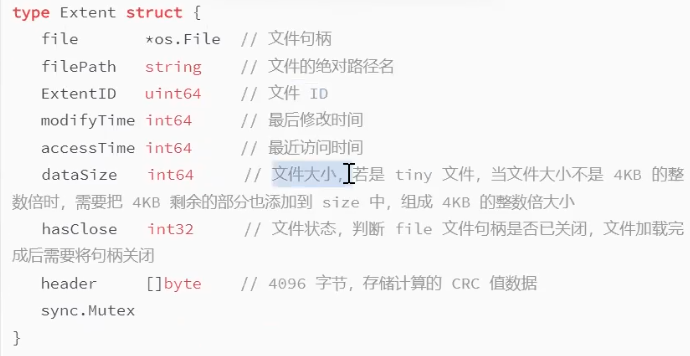 type Extent struct {
file *os.File // 文件句柄
filePath string // 文件的绝对路径名
ExtentID uint64 // 文件 ID
modifyTime int64 // 最后修改时间
accessTime int64 // 最近访问时间
dataSize int64 // 文件大小，若是 tiny 文件，当文件大小不是 4KB 的整
数倍时，需要把 4KB 剩余的部分也添加到 size 中，组成 4KB 的整数倍大小
hasClose int32 // 文件状态，判断 file 文件句柄是否已关闭，文件加载完
成后需要将句柄关闭
header []byte // 4096 字节，存储计算的 CRC 值数据
sync.Mutex
}